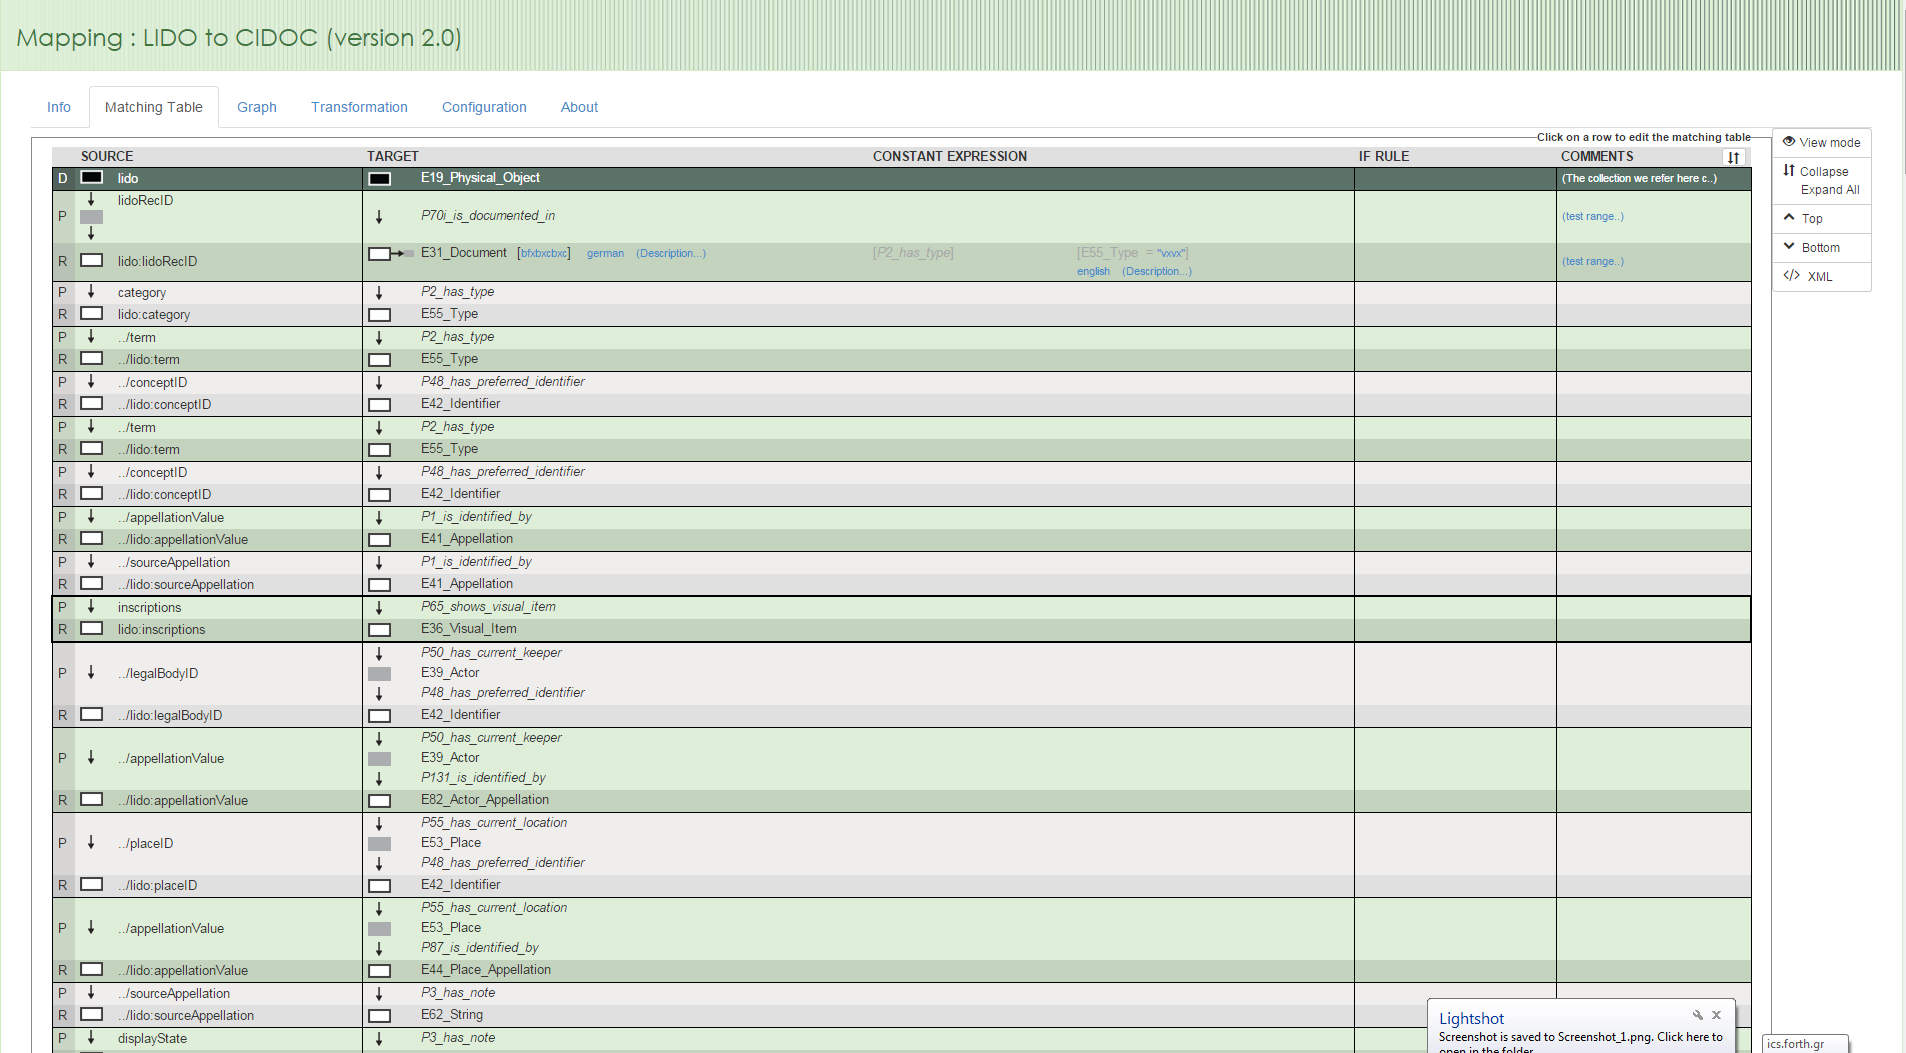 Mapping : LIDO to CIDOC (version 2.0)
Info Matching Table Graph Transformation Configuration About
Click on a row to edit the matching table
View mode
Collapse
Expand All
Top
Bottom
</> XML
SOURCE TARGET CONSTANT EXPRESSION IF RULE COMMENTS
D lido E19_Physical_Object (The collection we refer here c..)
P lidoRecID P70i_is_documented_in (test range..)
R lido:lidoRecID E31_Document [bfxbxcbxc] german (Description...) [P2_has_type] [E55_Type = "vxvx"] (test range..)
english (Description...)
P category P2_has_type
R lido:category E55_Type
P ../term P2_has_type
R ../lido:term E55_Type
P ../conceptID P48_has_preferred_identifier
R ../lido:conceptID E42_Identifier
P ../term P2_has_type
R ../lido:term E55_Type
P ../conceptID P48_has_preferred_identifier
R ../lido:conceptID E42_Identifier
P ../appellationValue P1_is_identified_by
R ../lido:appellationValue E41_Appellation
P ../sourceAppellation P1_is_identified_by
R ../lido:sourceAppellation E41_Appellation
P inscriptions P65_shows_visual_item
R lido:inscriptions E36_Visual_Item
P50_has_current_keeper
P ../legalBodyID E39_Actor
P48_has_preferred_identifier
R ../lido:legalBodyID E42_Identifier
P50_has_current_keeper
P ../appellationValue E39_Actor
P131_is_identified_by
R ../lido:appellationValue E82_Actor_Appellation
P55_has_current_location
P ../placeID E53_Place
P48_has_preferred_identifier
R ../lido:placeID E42_Identifier
P55_has_current_location
P ../appellationValue E53_Place
P87_is_identified_by
R ../lido:appellationValue E44_Place_Appellation
P ../sourceAppellation P3_has_note
R ../lido:sourceAppellation E62_String
P displayState P3_has_note
Lightshot
Screenshot is saved to Screenshot_1.png. Click here to
open in the folder
ics.forth.gr